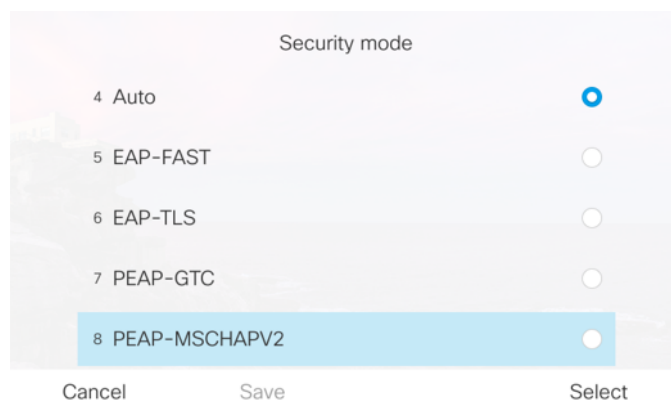 Security mode
4 Auto
5 EAP-FAST
6 EAP-TLS
7 PEAP-GTC
8 PEAP-MSCHAPV2
Cancel Save Select